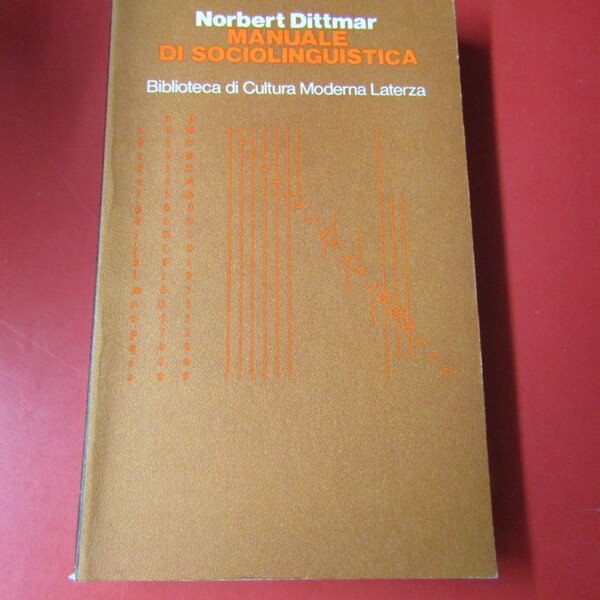 Norbert Dittmar
MANUALE
DI SOCIOLINGUISTICA
Biblioteca di Cultura Moderna Laterza